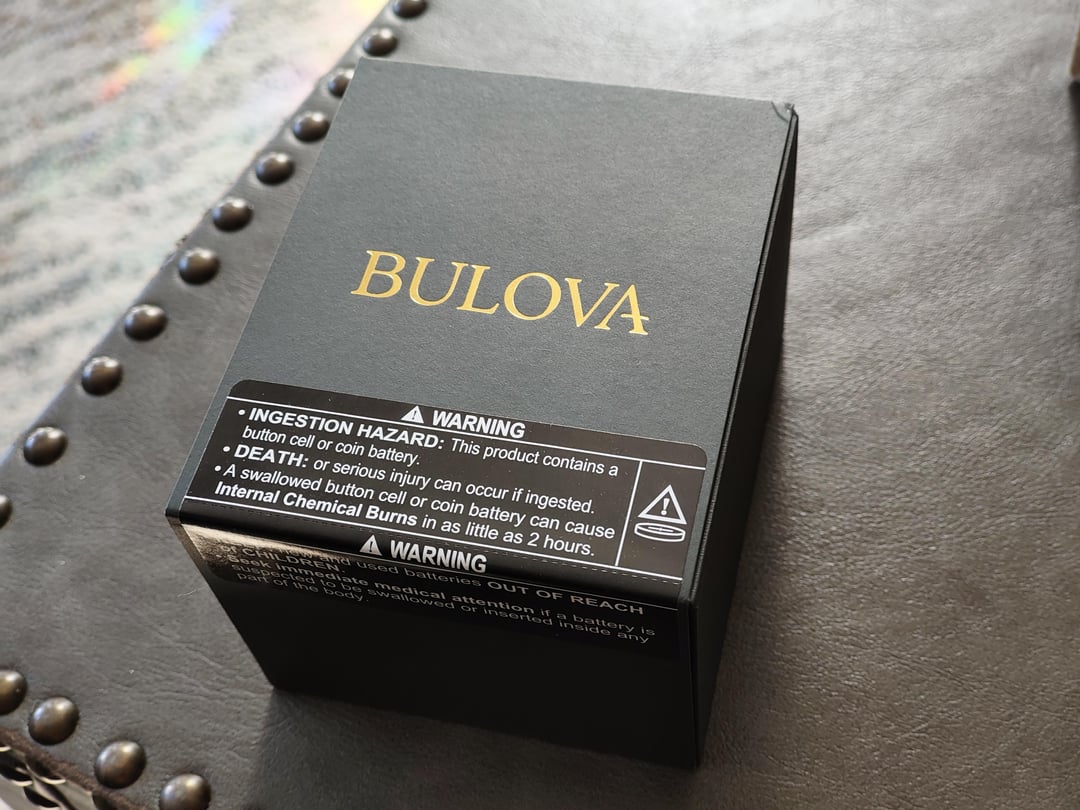 BULOVA
⚠ WARNING
• INGESTION HAZARD: This product contains a
button cell or coin battery.
• DEATH: or serious injury can occur if ingested.
• A swallowed button cell or coin battery can cause
Internal Chemical Burns in as little as 2 hours.
⚠ WARNING
and used batteries OUT OF REACH
of CHILDREN.
Seek immediate medical attention if a battery is
suspected to be swallowed or inserted inside any
part of the body.